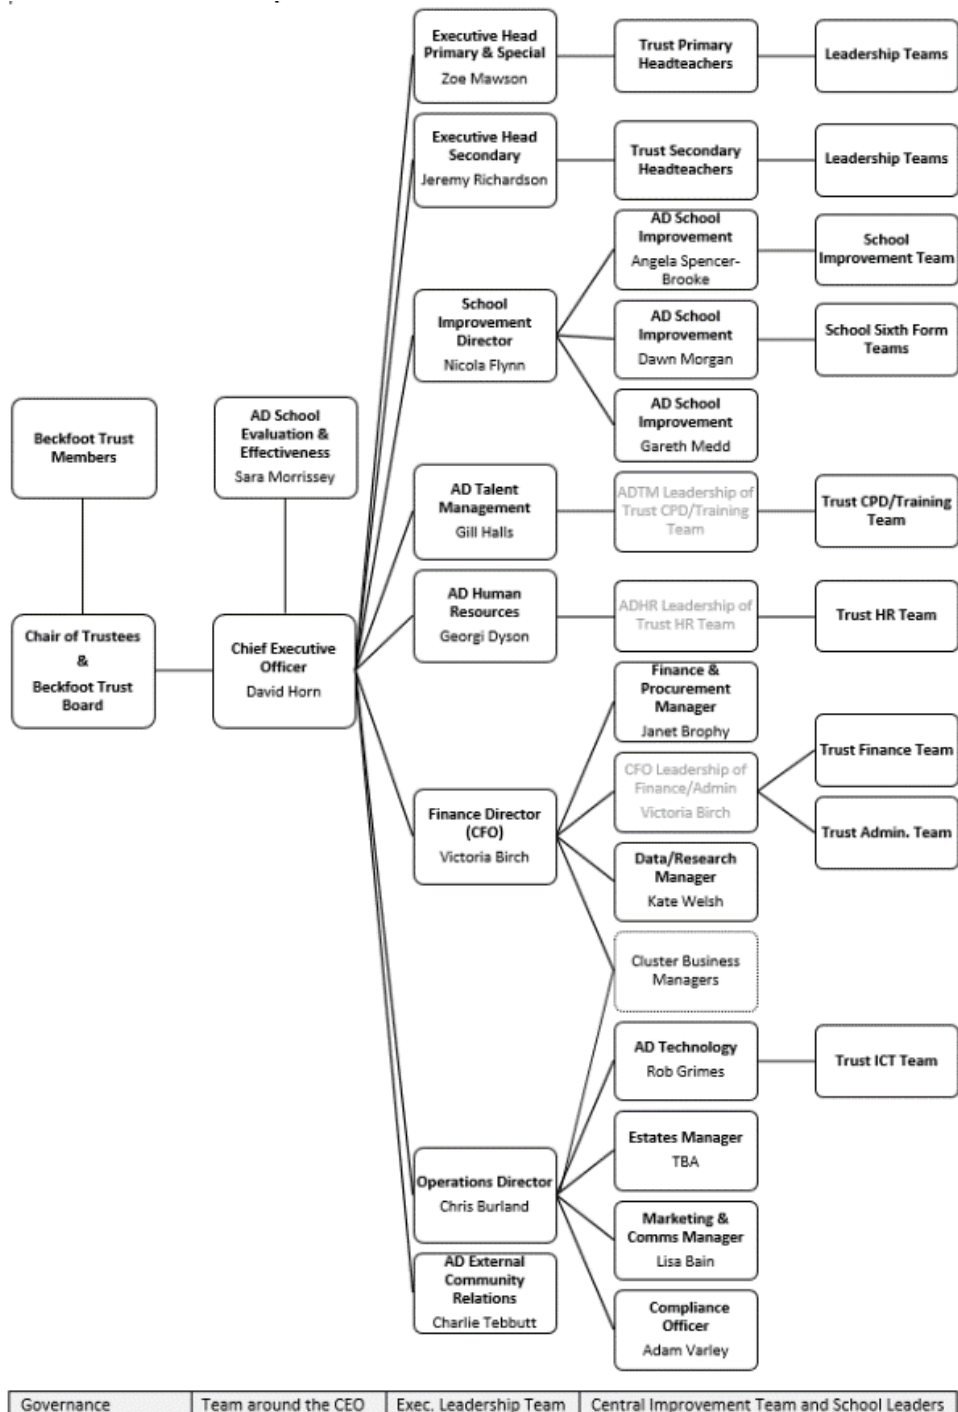 Executive Head
Primary & Special
Zoe Mawson
Trust Primary
Headteachers
Leadership Teams
Executive Head
Secondary
Jeremy Richardson
Trust Secondary
Headteachers
Leadership Teams
School
Improvement
Director
Nicola Flynn
AD School
Improvement
Angela Spencer-
Brooke
School
Improvement Team
AD School
Improvement
Dawn Morgan
School Sixth Form
Teams
AD School
Improvement
Gareth Medd
Beckfoot Trust
Members
AD School
Evaluation &
Effectiveness
Sara Morrissey
AD Talent
Management
Gill Halls
ADTM Leadership of
Trust CPD/Training
Team
Trust CPD/Training
Team
AD Human
Resources
Georgi Dyson
ADHR Leadership of
Trust HR Team
Trust HR Team
Chair of Trustees
&
Beckfoot Trust
Board
Chief Executive
Officer
David Horn
Finance Director
(CFO)
Victoria Birch
Finance &
Procurement
Manager
Janet Brophy
CFO Leadership of
Finance/Admin
Victoria Birch
Trust Finance Team
Trust Admin. Team
Data/Research
Manager
Kate Welsh
Cluster Business
Managers
Operations Director
Chris Burland
AD Technology
Rob Grimes
Trust ICT Team
Estates Manager
TBA
Marketing &
Comms Manager
Lisa Bain
Compliance
Officer
Adam Varley
AD External
Community
Relations
Charlie Tebbutt
Governance
Team around the CEO
Exec. Leadership Team
Central Improvement Team and School Leaders